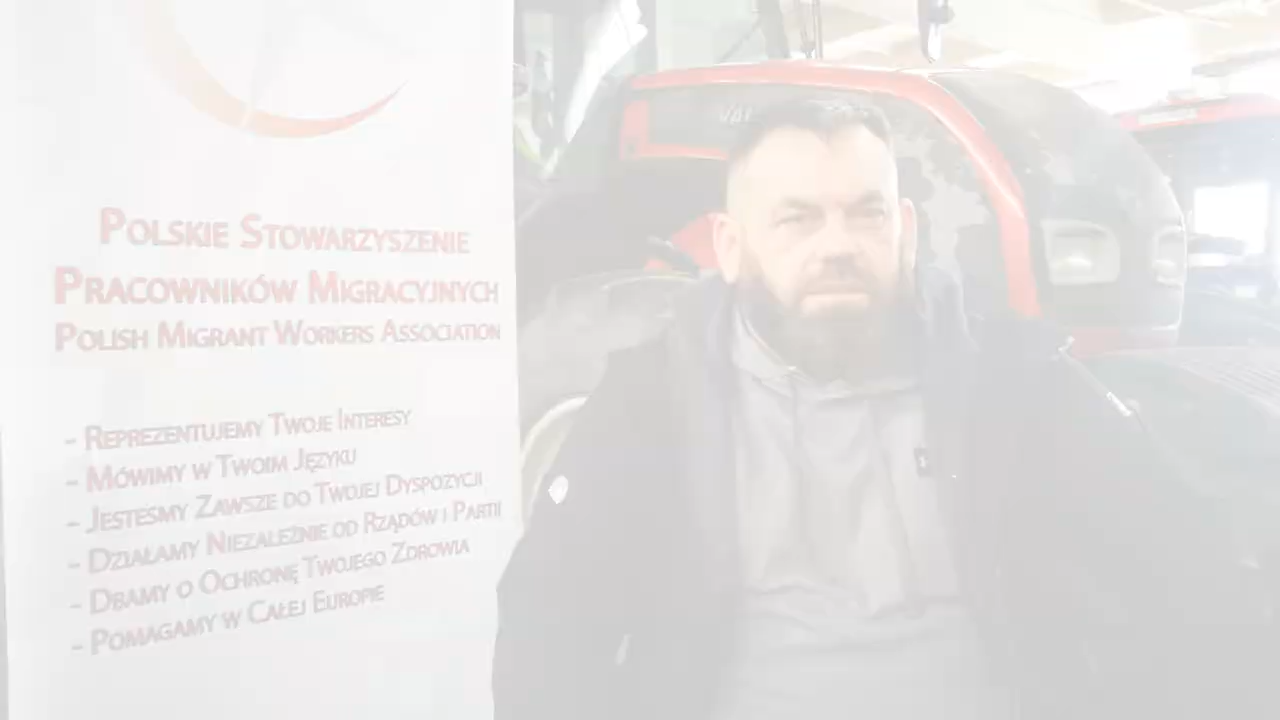 Polskie Stowarzyszenie
Pracowników Migracyjnych
Polish Migrant Workers Association
- Reprezentujemy Twoje Interesy
- Mówimy w Twoim Języku
- Jesteśmy Zawsze do Twojej Dyspozycji
- Działamy Niezależnie od Rządów i Partii
- Dbamy o Ochronę Twojego Zdrowia
- Pomagamy w Całej Europie